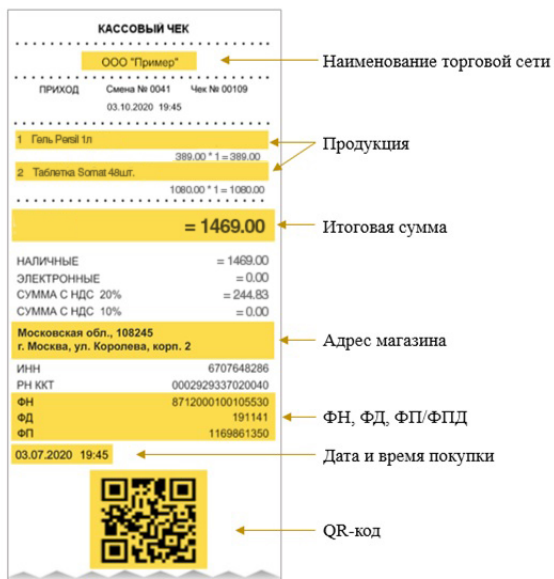 КАССОВЫЙ ЧЕК
ООО "Пример"
Наименование торговой сети
ПРИХОД Смена № 0041 Чек № 00109
03.10.2020 19:45
1 Гель Persil 1л
Продукция
389.00 * 1 = 389.00
2 Таблетка Somat 48шт.
1080.00 * 1 = 1080.00
= 1469.00
Итоговая сумма
НАЛИЧНЫЕ = 1469.00
ЭЛЕКТРОННЫЕ = 0.00
СУММА С НДС 20% = 244.83
СУММА С НДС 10% = 0.00
Московская обл., 108245
г. Москва, ул. Королева, корп. 2
Адрес магазина
ИНН 6707648286
РН ККТ 0002929337020040
ФН 8712000100105530
ФД 191141
ФН, ФД, ФП/ФПД
ФП 1169861350
03.07.2020 19:45
Дата и время покупки
QR-код